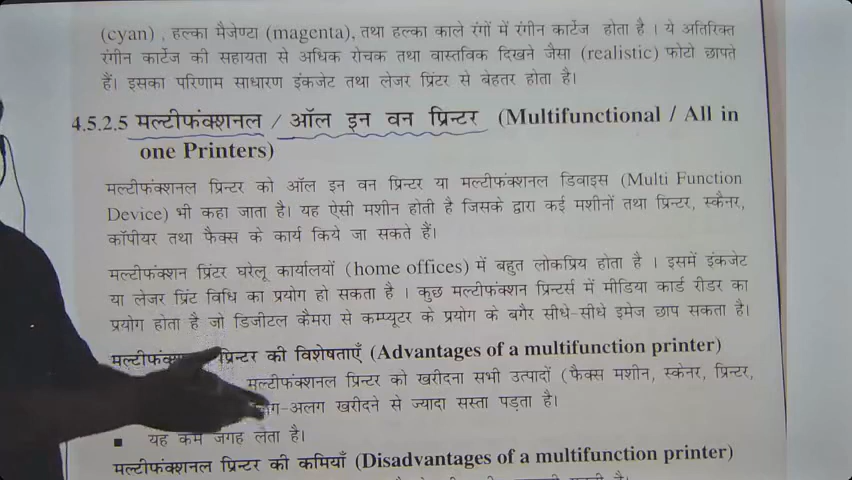 (cyan) , हल्का मैजेण्टा (magenta), तथा हल्का काले रंगों में रंगीन कार्टेज होता है । ये अतिरिक्त
रंगीन कार्टेज की सहायता से अधिक रोचक तथा वास्तविक दिखने जैसा (realistic) फोटो छापते
हैं। इसका परिणाम साधारण इंकजेट तथा लेजर प्रिंटर से बेहतर होता है।
4.5.2.5 मल्टीफंक्शनल / ऑल इन वन प्रिन्टर (Multifunctional / All in
one Printers)
मल्टीफंक्शनल प्रिन्टर को ऑल इन वन प्रिन्टर या मल्टीफंक्शनल डिवाइस (Multi Function
Device) भी कहा जाता है। यह ऐसी मशीन होती है जिसके द्वारा कई मशीनों तथा प्रिन्टर, स्कैनर,
कॉपीयर तथा फैक्स के कार्य किये जा सकते हैं।
मल्टीफंक्शन प्रिंटर घरेलू कार्यालयों (home offices) में बहुत लोकप्रिय होता है । इसमें इंकजेट
या लेजर प्रिंट विधि का प्रयोग हो सकता है । कुछ मल्टीफंक्शन प्रिन्टर्स में मीडिया कार्ड रीडर का
प्रयोग होता है जो डिजीटल कैमरा से कम्प्यूटर के प्रयोग के बगैर सीधे-सीधे इमेज छाप सकता है।
प्रिन्टर की विशेषताएँ (Advantages of a multifunction printer)
मल्टीफंक्शनल प्रिन्टर को खरीदना सभी उत्पादों (फैक्स मशीन, स्केनर, प्रिन्टर,
अलग खरीदने से ज्यादा सस्ता पड़ता है।
■ यह कम जगह लेता है।
मल्टीफंक्शनल प्रिन्टर की कमियाँ (Disadvantages of a multifunction printer)